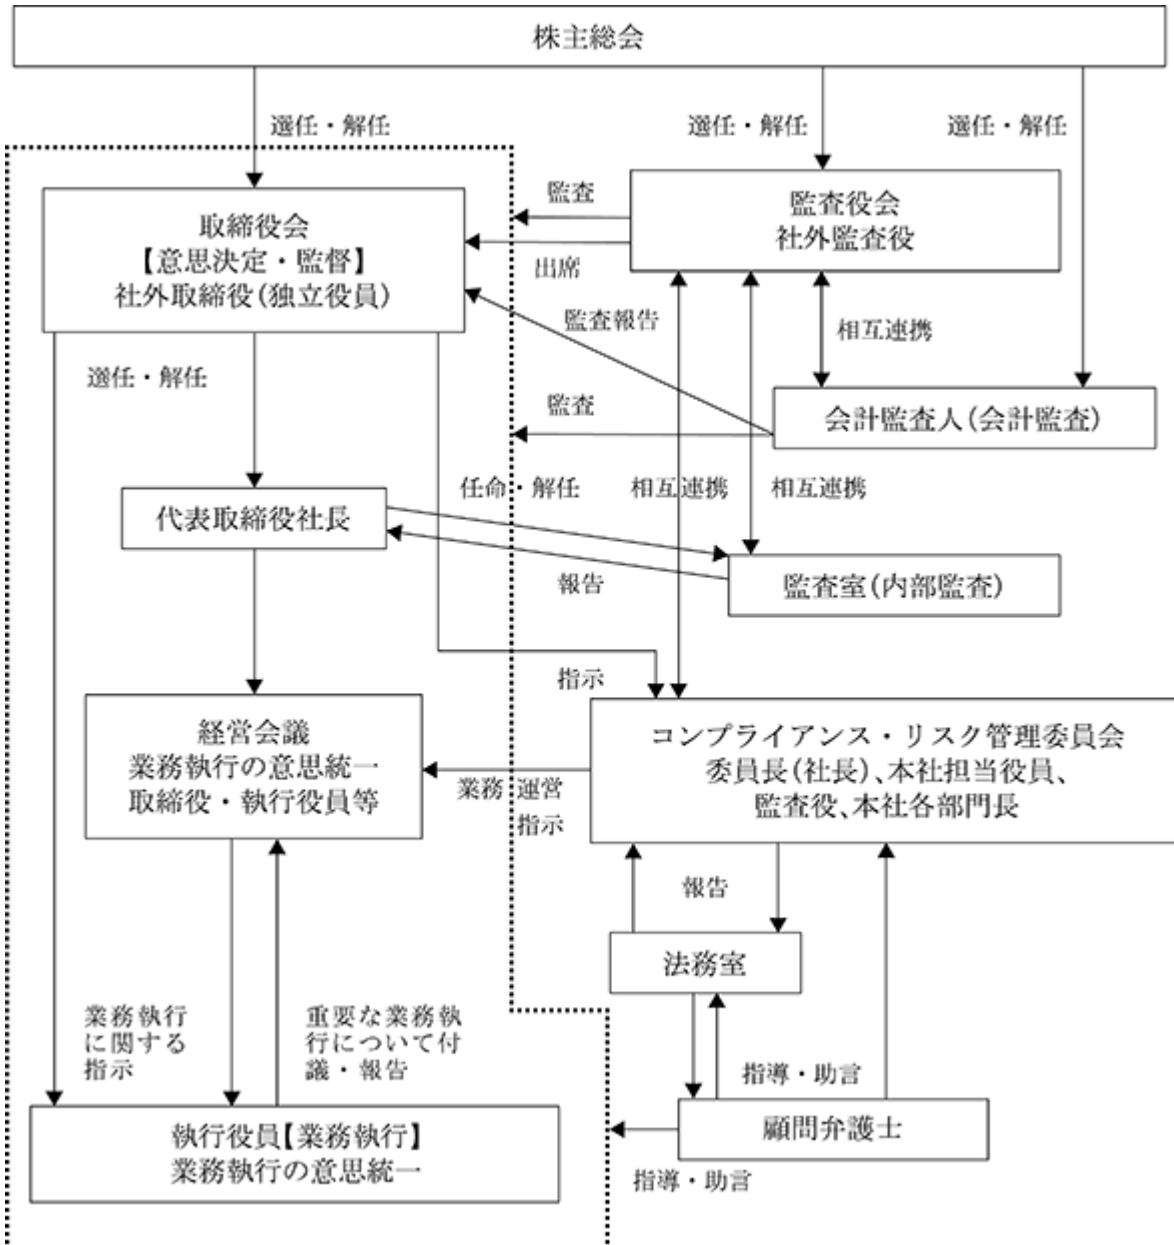 株主総会
選任・解任
選任・解任
選任・解任
監査
監査役会
社外監査役
取締役会
【意思決定・監督】
社外取締役(独立役員)
出席
監査報告
相互連携
選任・解任
監査
会計監査人(会計監査)
任命・解任
相互連携
相互連携
代表取締役社長
報告
監査室(内部監査)
指示
経営会議
業務執行の意思統一
取締役・執行役員等
コンプライアンス・リスク管理委員会
委員長(社長)、本社担当役員、
監査役、本社各部門長
業務運営
指示
報告
法務室
業務執行
に関する
指示
重要な業務執
行について付
議・報告
指導・助言
執行役員【業務執行】
業務執行の意思統一
顧問弁護士
指導・助言